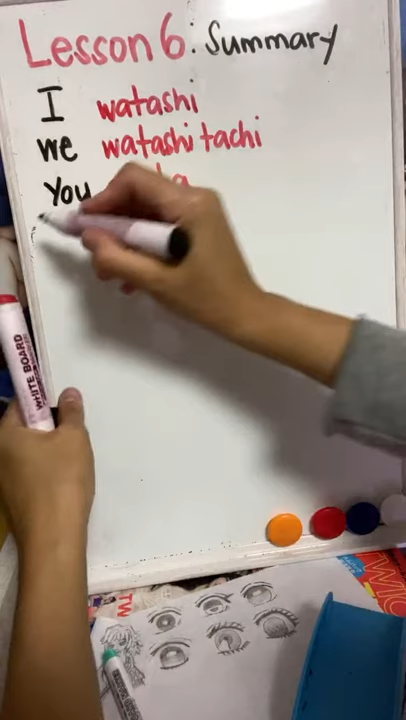 Lesson 6: Summary
I watashi
we watashi tachi
You
WHITE BOARD